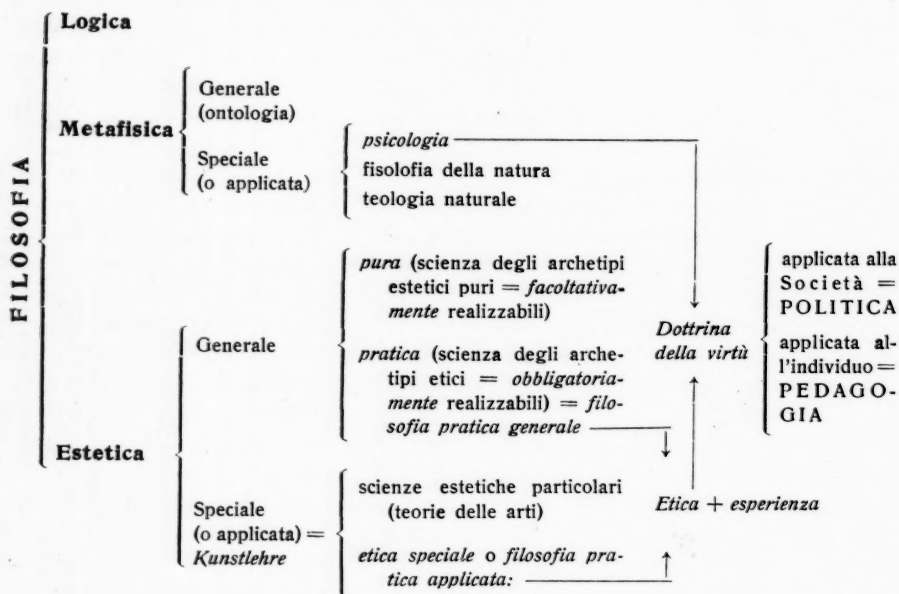 FILOSOFIA
Logica
Metafisica
Generale
(ontologia)
Speciale
(o applicata)
psicologia
fisolofia della natura
teologia naturale
Estetica
Generale
pura (scienza degli archetipi
estetici puri = facoltativa-
mente realizzabili)
pratica (scienza degli arche-
tipi etici = obbligatoria-
mente realizzabili) = filo-
sofia pratica generale
Speciale
(o applicata) =
Kunstlehre
scienze estetiche particolari
(teorie delle arti)
etica speciale o filosofia pra-
tica applicata:
Dottrina
della virtù
Etica + esperienza
applicata alla
Società =
POLITICA
applicata al-
l'individuo =
PEDAGO-
GIA